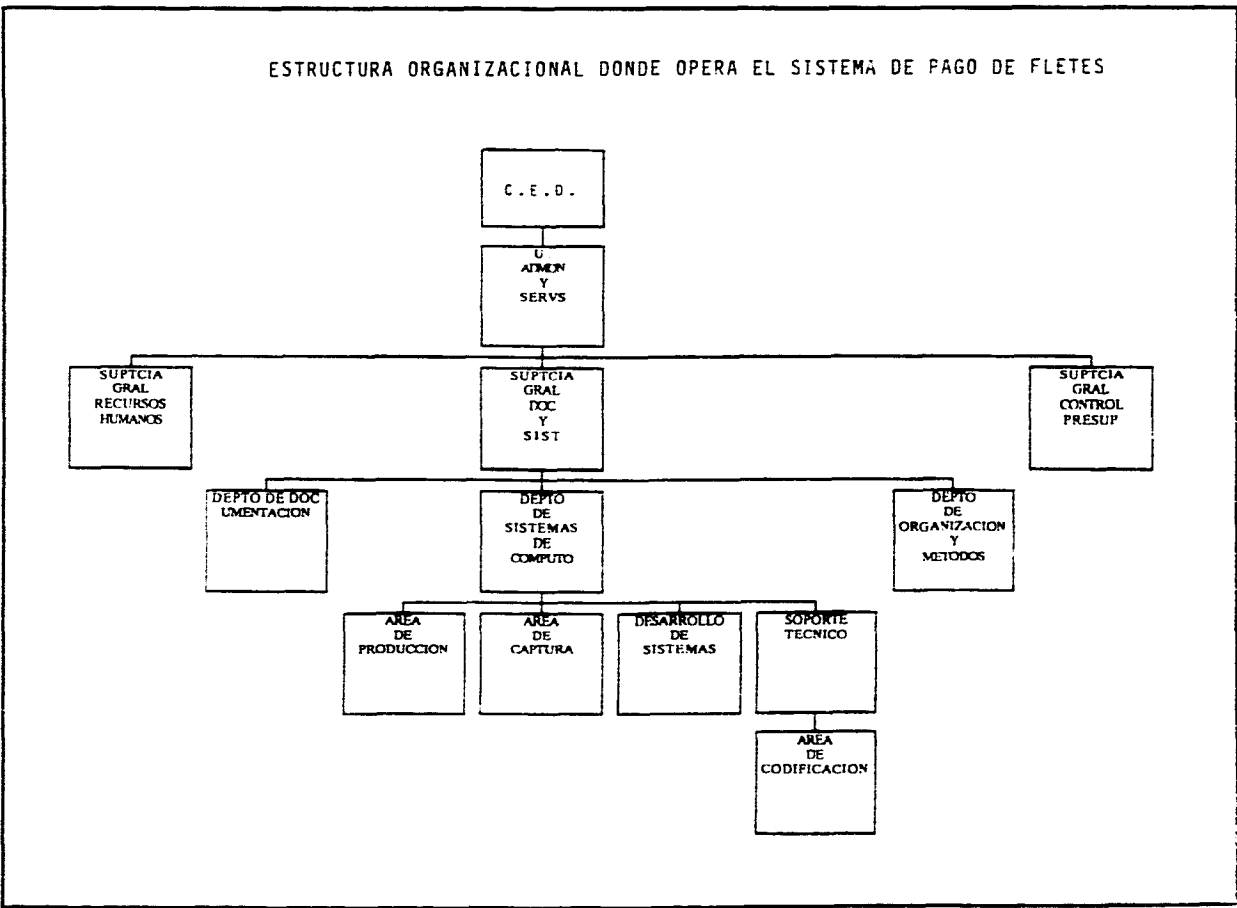 ESTRUCTURA ORGANIZACIONAL DONDE OPERA EL SISTEMA DE PAGO DE FLETES
C.E.D.
U
ADMON
Y
SERVS
SUPTCIA
GRAL
RECURSOS
HUMANOS
SUPTCIA
GRAL
DOC
Y
SIST
SUPTCIA
GRAL
CONTROL
PRESUP
DEPTO DE DOC
UMENTACION
DEPTO
DE
SISTEMAS
DE
COMPUTO
DEPTO
DE
ORGANIZACION
Y
METODOS
AREA
DE
PRODUCCION
AREA
DE
CAPTURA
DESARROLLO
DE
SISTEMAS
SOPORTE
TECNICO
AREA
DE
CODIFICACION